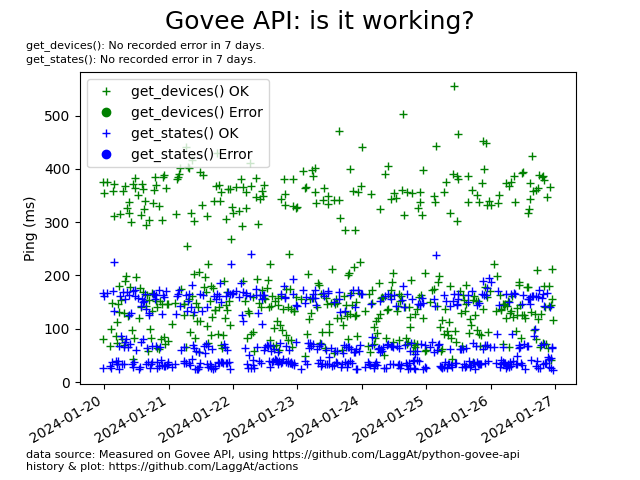 Govee API: is it working?
get_devices(): No recorded error in 7 days.
get_states(): No recorded error in 7 days.
get_devices() OK
get_devices() Error
get_states() OK
get_states() Error
Ping (ms)
500
400
300
200
100
0
2024-01-20
2024-01-21
2024-01-22
2024-01-23
2024-01-24
2024-01-25
2024-01-26
2024-01-27
data source: Measured on Govee API, using https://github.com/LaggAt/python-govee-api
history & plot: https://github.com/LaggAt/actions